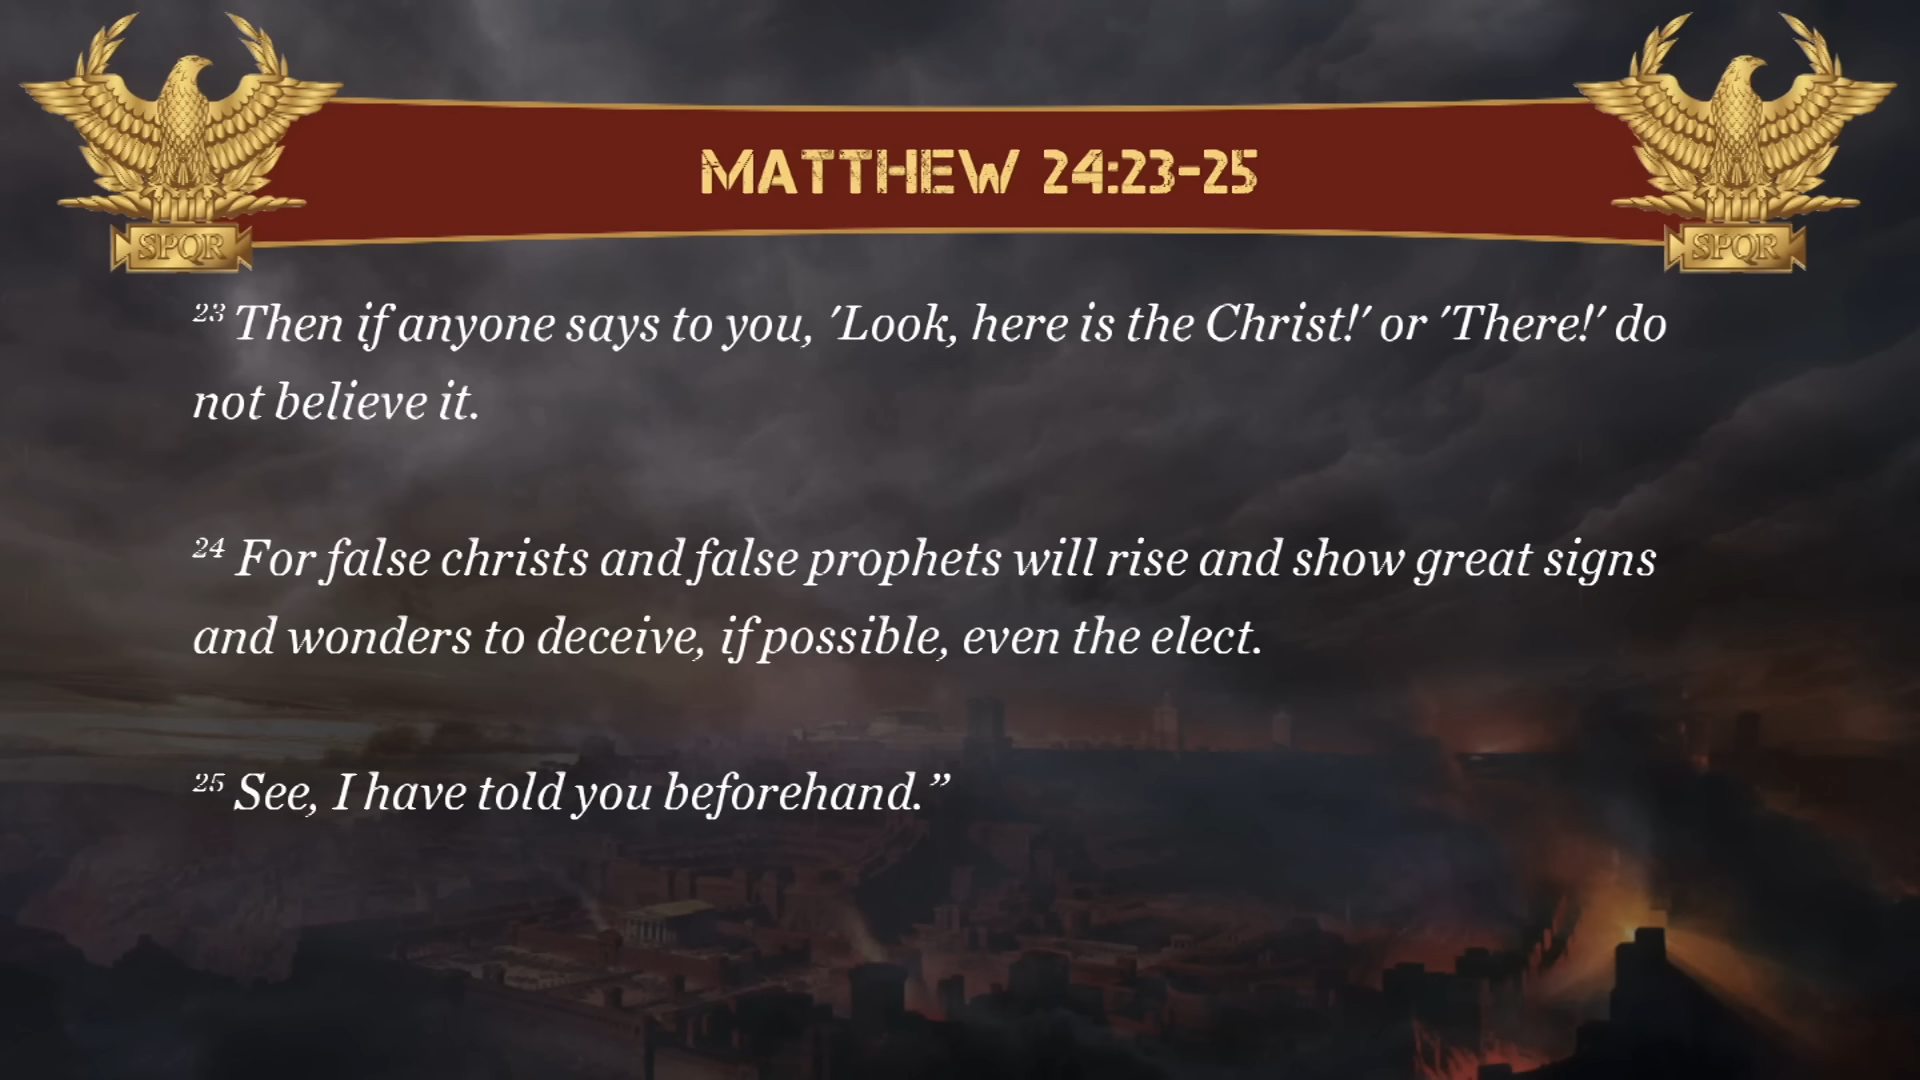 SPQR
MATTHEW 24:23-25
SPQR
23 Then if anyone says to you, 'Look, here is the Christ!' or 'There!' do
not believe it.
24 For false christs and false prophets will rise and show great signs
and wonders to deceive, if possible, even the elect.
25 See, I have told you beforehand.”